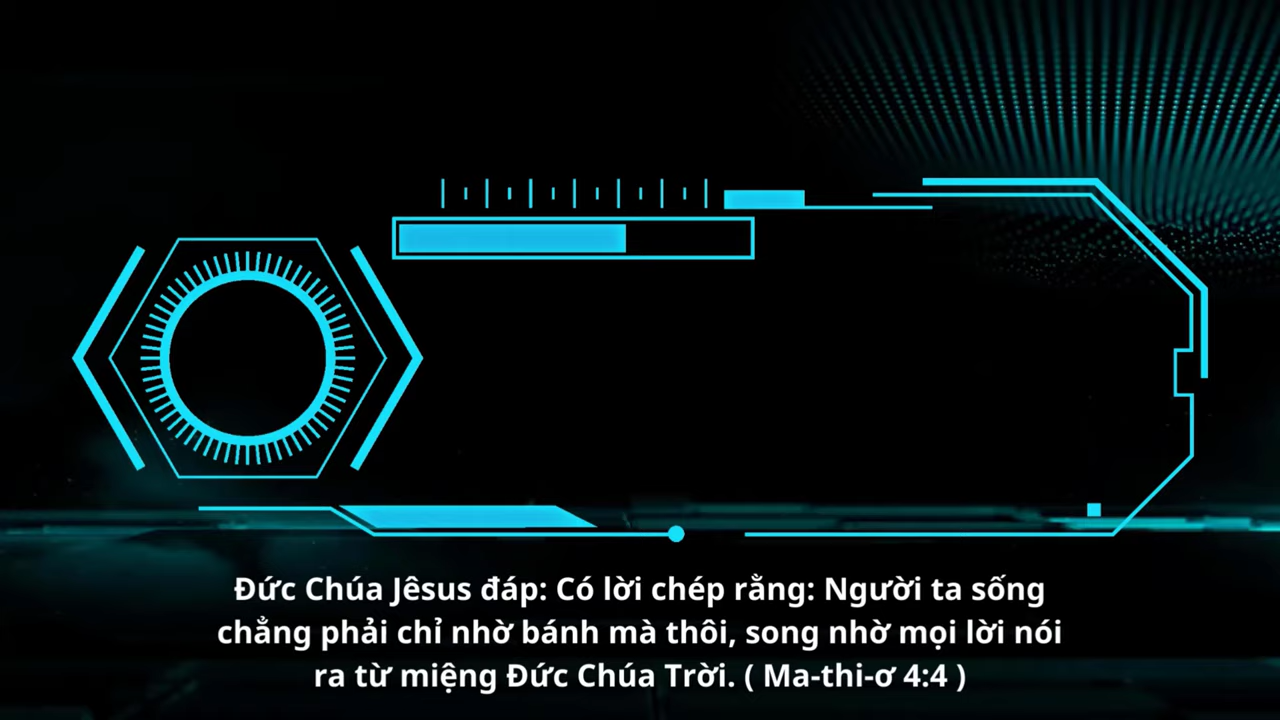 Đức Chúa Jêsus đáp: Có lời chép rằng: Người ta sống
chẳng phải chỉ nhờ bánh mà thôi, song nhờ mọi lời nói
ra từ miệng Đức Chúa Trời. ( Ma-thi-ơ 4:4 )